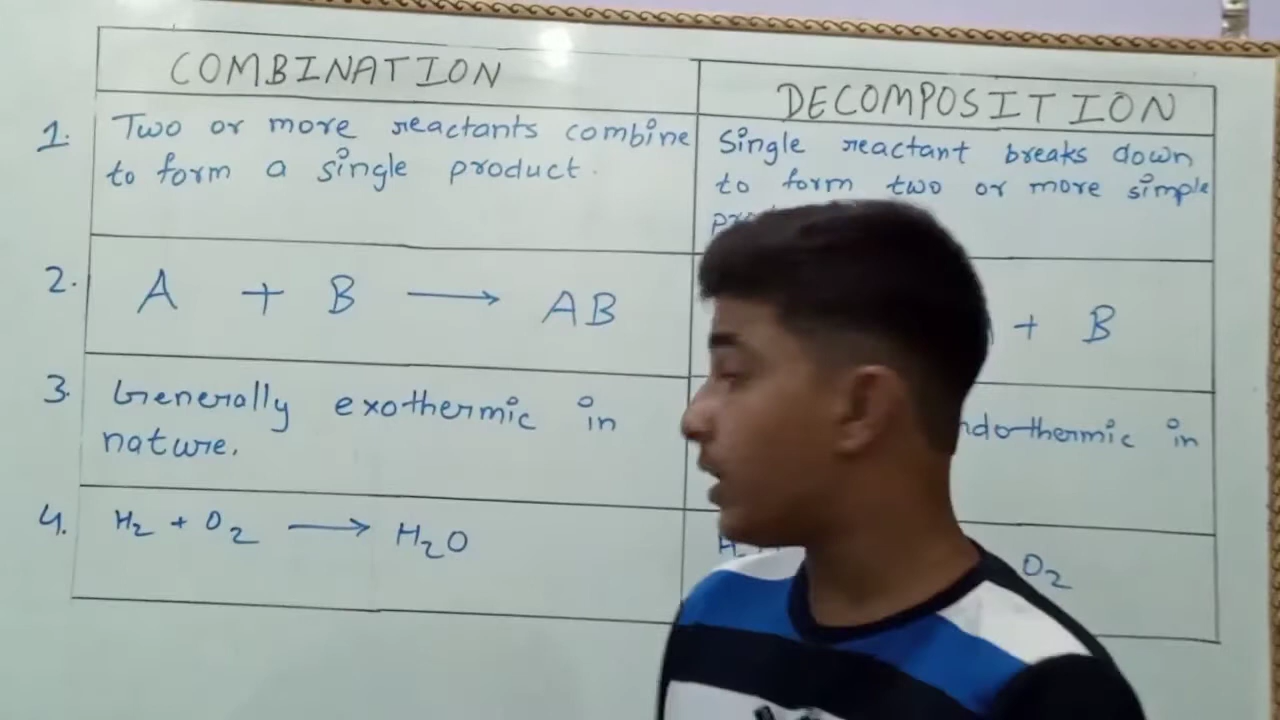 COMBINATION
DECOMPOSITION
1. Two or more reactants combine
to form a single product.
Single reactant breaks down
to form two or more simple
2. A + B → AB
+ B
3. Generally exothermic in
nature.
in
4. H2 + O2 → H2O
O2